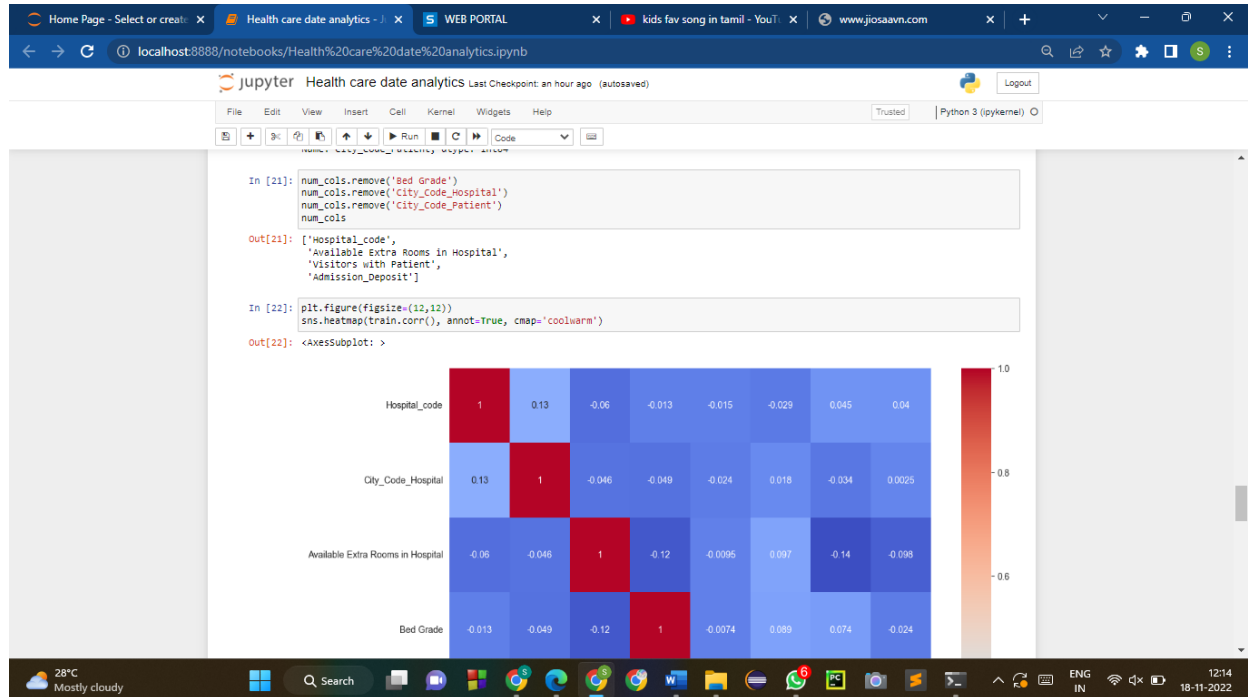 Home Page - Select or create
Health care date analytics - J
WEB PORTAL
kids fav song in tamil - YouTu
www.jiosaavn.com
localhost:8888/notebooks/Health%20care%20date%20analytics.ipynb
S
jupyter Health care date analytics Last Checkpoint: an hour ago (autosaved)
Logout
File Edit View Insert Cell Kernel Widgets Help
Trusted Python 3 (ipykernel)
Run Code
In [21]: num_cols.remove('Bed Grade')
num_cols.remove('City_Code_Hospital')
num_cols.remove('City_Code_Patient')
num_cols
Out[21]: ['Hospital_code',
'Available Extra Rooms in Hospital',
'Visitors with Patient',
'Admission_Deposit']
In [22]: plt.figure(figsize=(12,12))
sns.heatmap(train.corr(), annot=True, cmap='coolwarm')
Out[22]: <AxesSubplot: >
Hospital_code 1 0.13 -0.06 -0.013 -0.015 -0.029 0.045 0.04
City_Code_Hospital 0.13 1 -0.046 -0.049 -0.024 0.018 -0.034 0.0025
Available Extra Rooms in Hospital -0.06 -0.046 1 -0.12 -0.0095 0.097 -0.14 -0.098
Bed Grade -0.013 -0.049 -0.12 1 -0.0074 0.089 0.074 -0.024
1.0
0.8
0.6
28°C
Mostly cloudy
Search
6
ENG
IN
12:14
18-11-2022